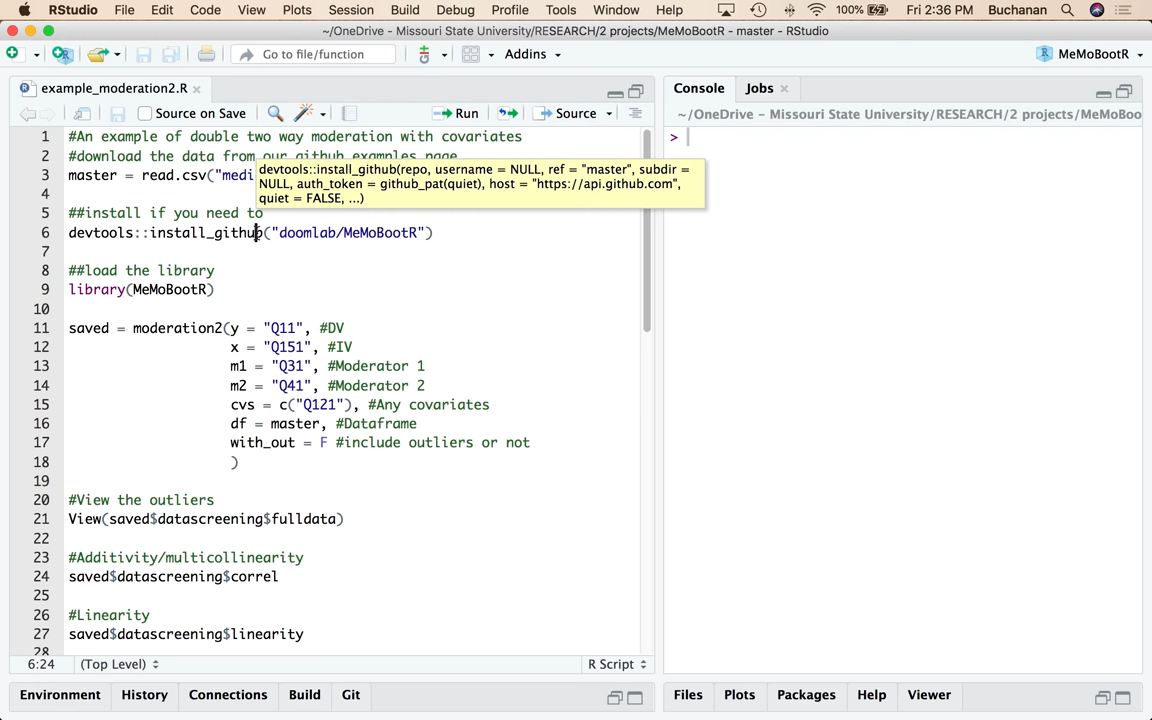 RStudio File Edit Code View Plots Session Build Debug Profile Tools Window Help 100% Fri 2:36 PM Buchanan
~/OneDrive - Missouri State University/RESEARCH/2 projects/MeMoBootR - master - RStudio
Go to file/function Addins MeMoBootR
example_moderation2.R Console Jobs
Source on Save Run Source ~/OneDrive - Missouri State University/RESEARCH/2 projects/MeMoBoo
1 #An example of double two way moderation with covariates >
2 #download the data from our github examples page
devtools::install_github(repo, username = NULL, ref = "master", subdir =
3 master = read.csv("medi
NULL, auth_token = github_pat(quiet), host = "https://api.github.com",
4
quiet = FALSE, ...)
5 ##install if you need to
6 devtools::install_github("doomlab/MeMoBootR")
7
8 ##load the library
9 library(MeMoBootR)
10
11 saved = moderation2(y = "Q11", #DV
12 x = "Q151", #IV
13 m1 = "Q31", #Moderator 1
14 m2 = "Q41", #Moderator 2
15 cvs = c("Q121"), #Any covariates
16 df = master, #Dataframe
17 with_out = F #include outliers or not
18 )
19
20 #View the outliers
21 View(saved$datascreening$fulldata)
22
23 #Additivity/multicollinearity
24 saved$datascreening$correl
25
26 #Linearity
27 saved$datascreening$linearity
28
6:24 (Top Level) R Script
Environment History Connections Build Git Files Plots Packages Help Viewer